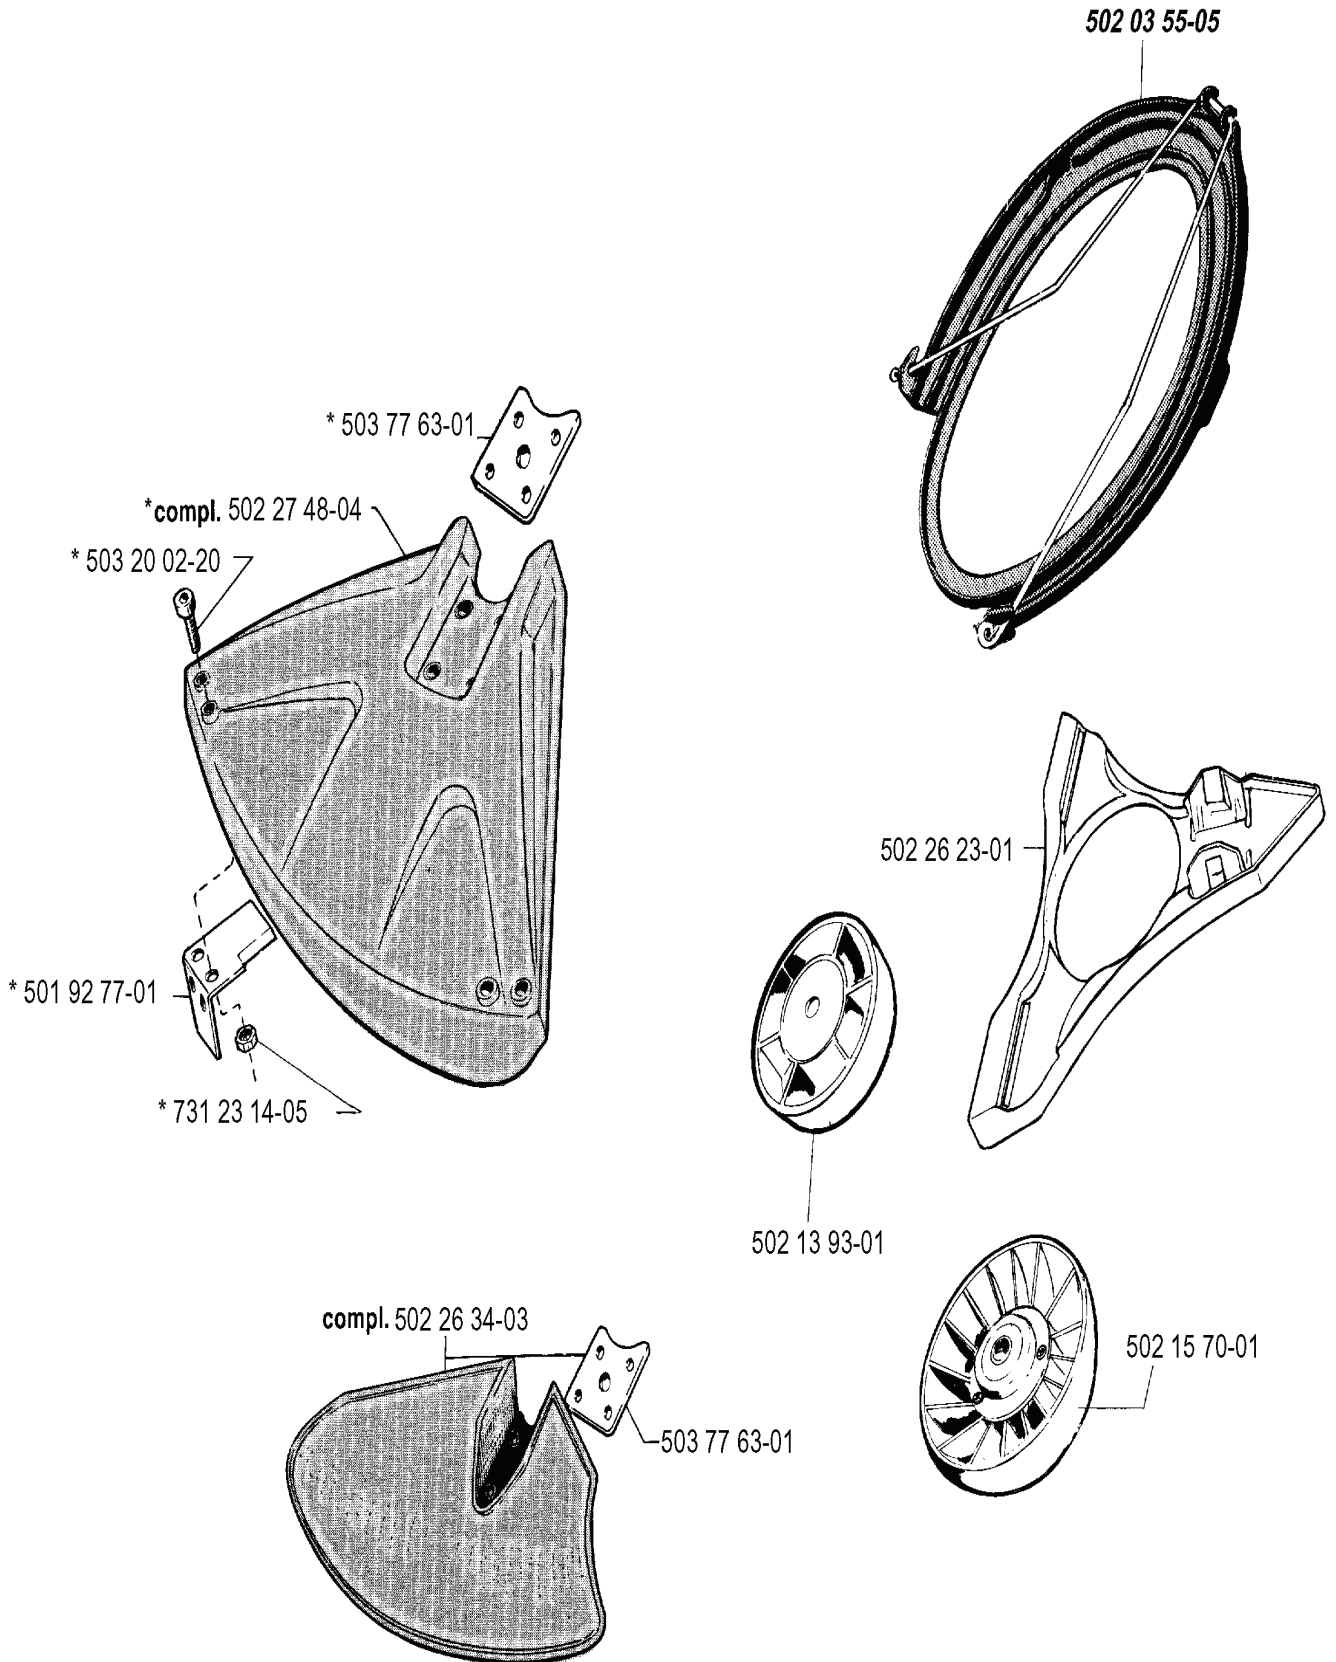 502 03 55-05
* 503 77 63-01
*compl. 502 27 48-04
* 503 20 02-20
502 26 23-01
* 501 92 77-01
* 731 23 14-05
502 13 93-01
compl. 502 26 34-03
502 15 70-01
503 77 63-01